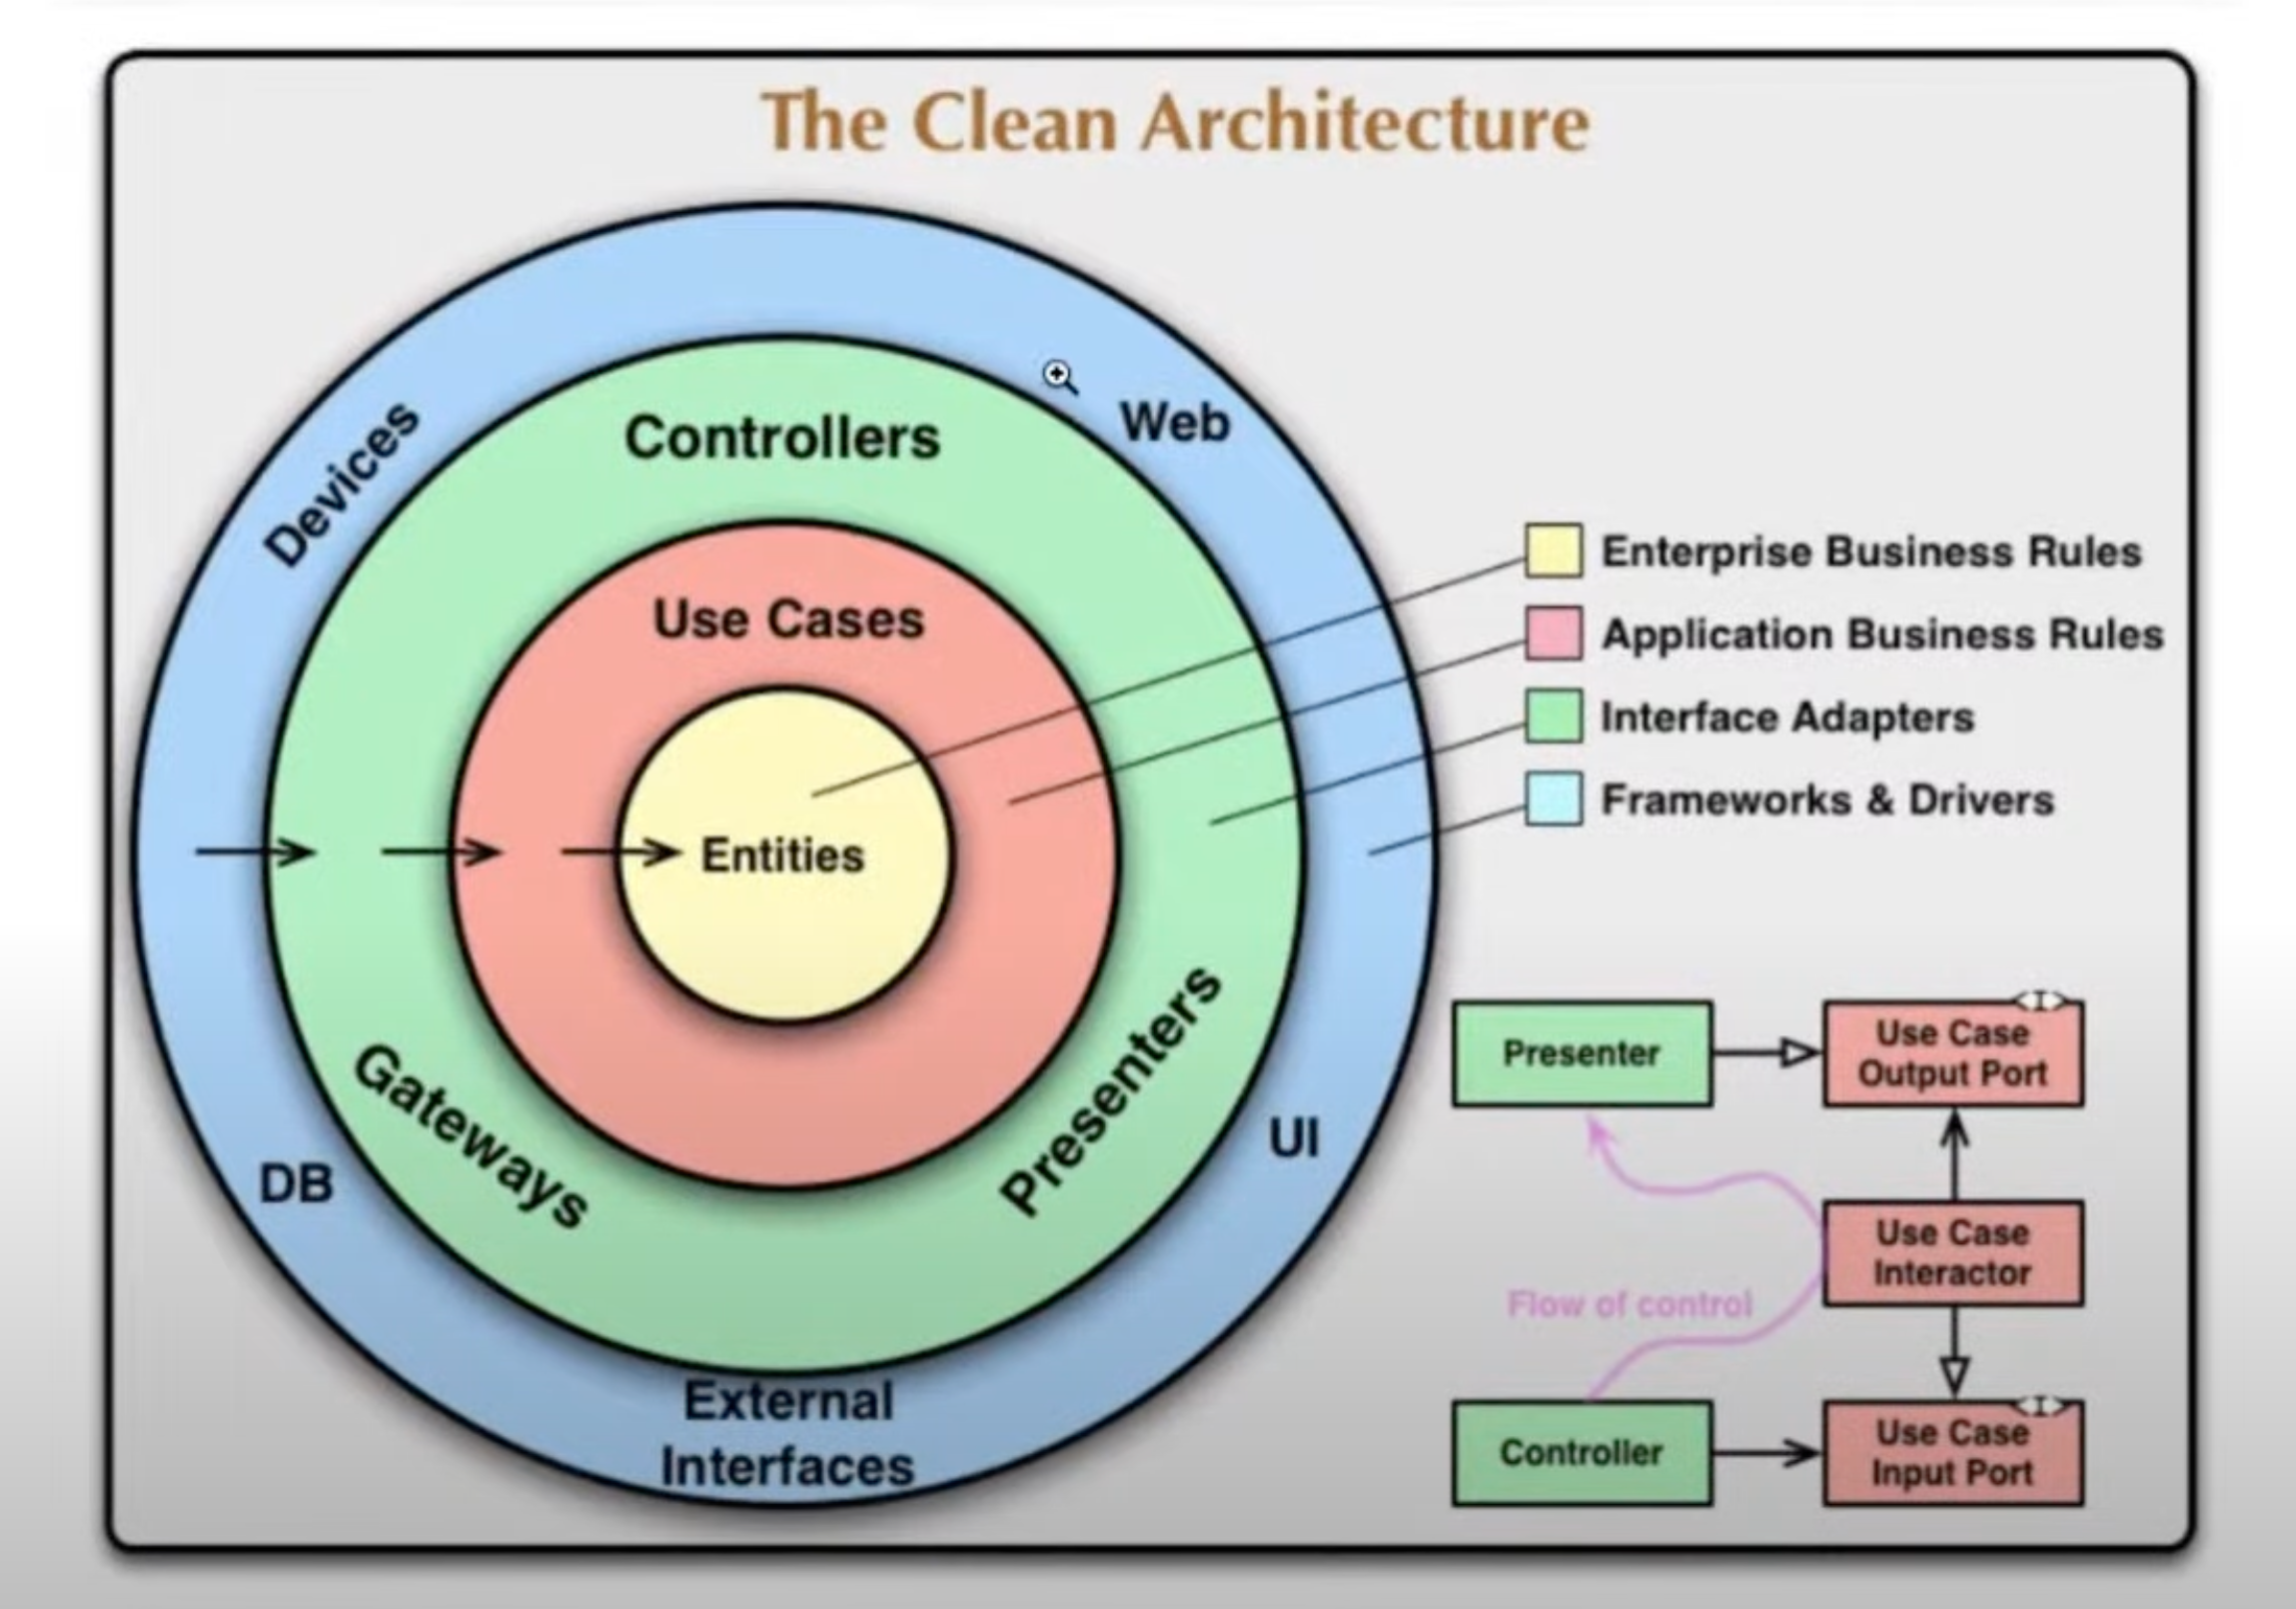 The Clean Architecture
Devices
Web
Controllers
Use Cases
Entities
Gateways
Presenters
DB
UI
External
Interfaces
Enterprise Business Rules
Application Business Rules
Interface Adapters
Frameworks & Drivers
Presenter
Use Case
Output Port
<I>
Use Case
Interactor
Flow of control
Controller
Use Case
Input Port
<I>